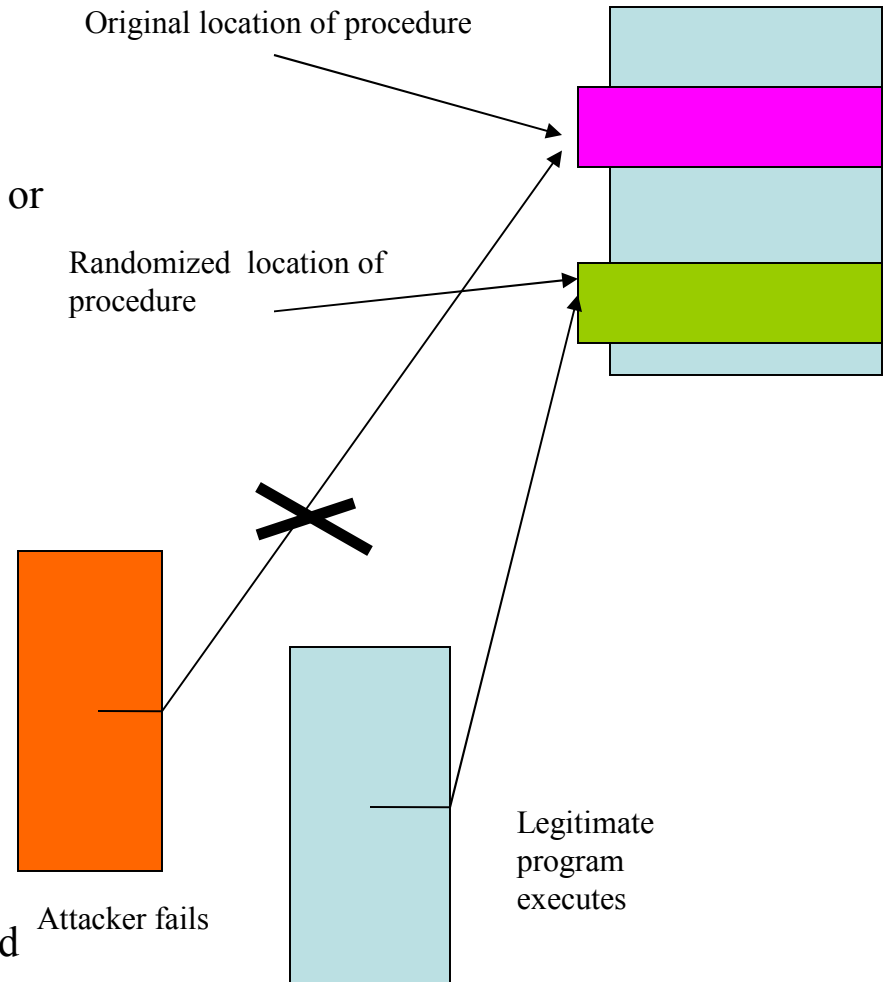 Original location of procedure
or
Randomized location of
procedure
Legitimate
program
executes
Attacker fails
d